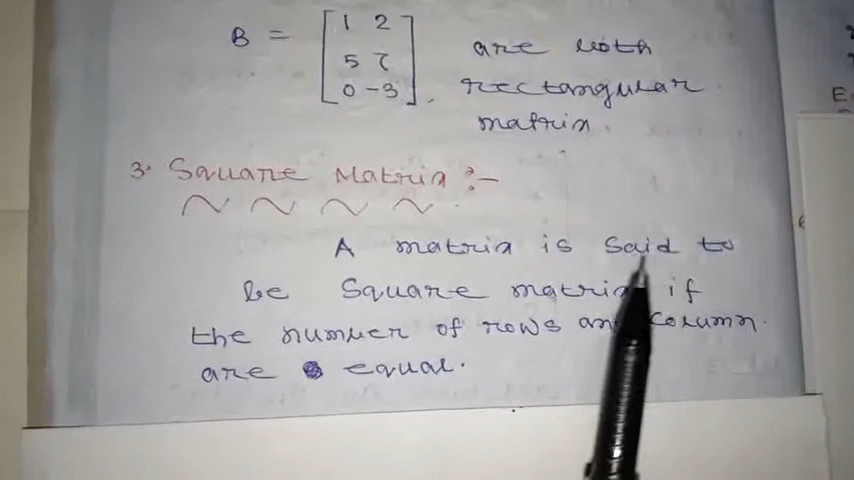 B = [ 1 2
5 7
0 -3 ] . are both
rectangular
matrix.
3. Square Matrix :-
A matrix is said to
be Square matrix if
the number of rows and column.
are equal.